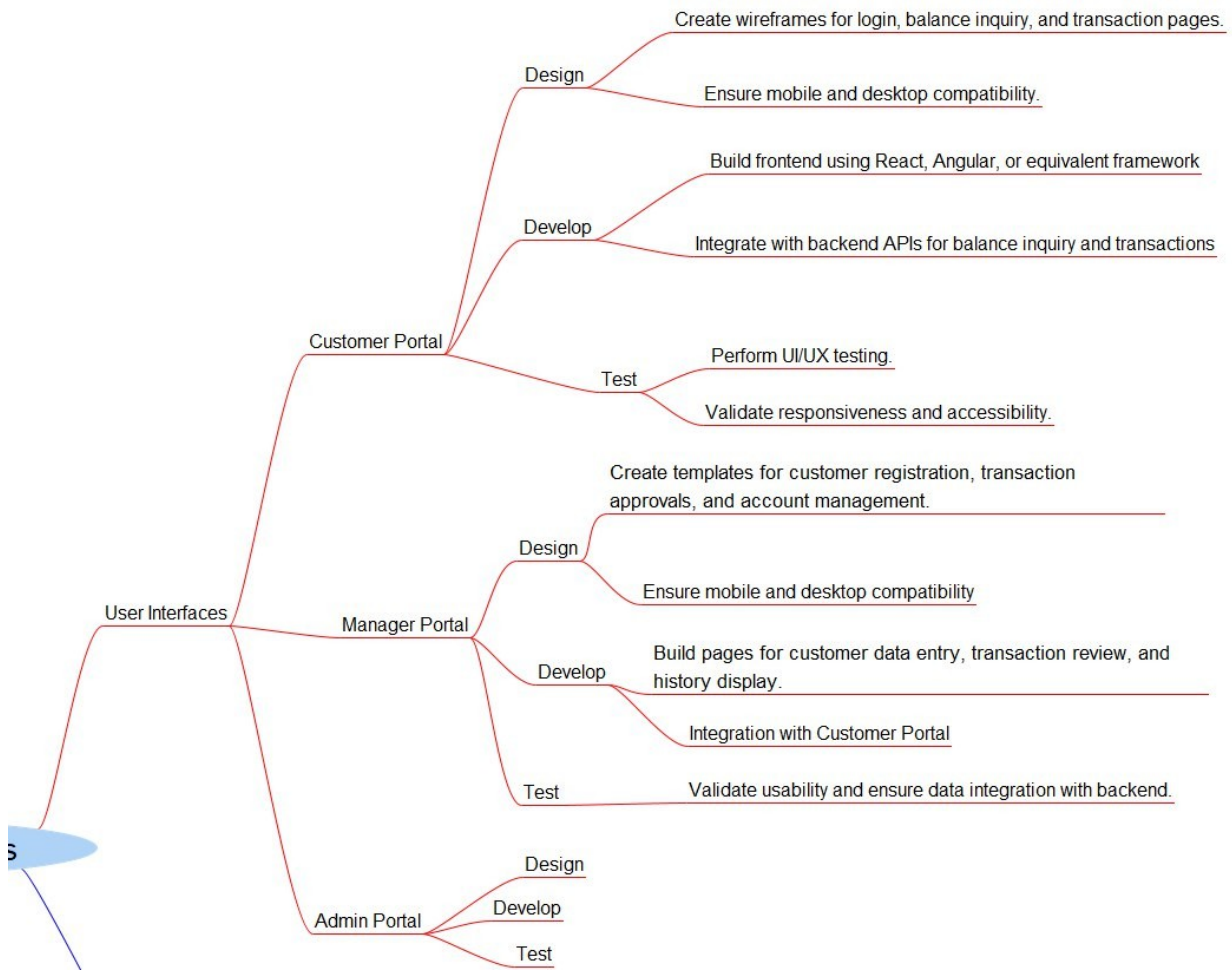 Create wireframes for login, balance inquiry, and transaction pages.
Design
Ensure mobile and desktop compatibility.
Build frontend using React, Angular, or equivalent framework
Develop
Integrate with backend APIs for balance inquiry and transactions
Customer Portal
Perform UI/UX testing.
Test
Validate responsiveness and accessibility.
Create templates for customer registration, transaction
approvals, and account management.
Design
Ensure mobile and desktop compatibility
User Interfaces
Manager Portal
Build pages for customer data entry, transaction review, and
history display.
Develop
Integration with Customer Portal
Test
Validate usability and ensure data integration with backend.
s
Design
Develop
Admin Portal
Test